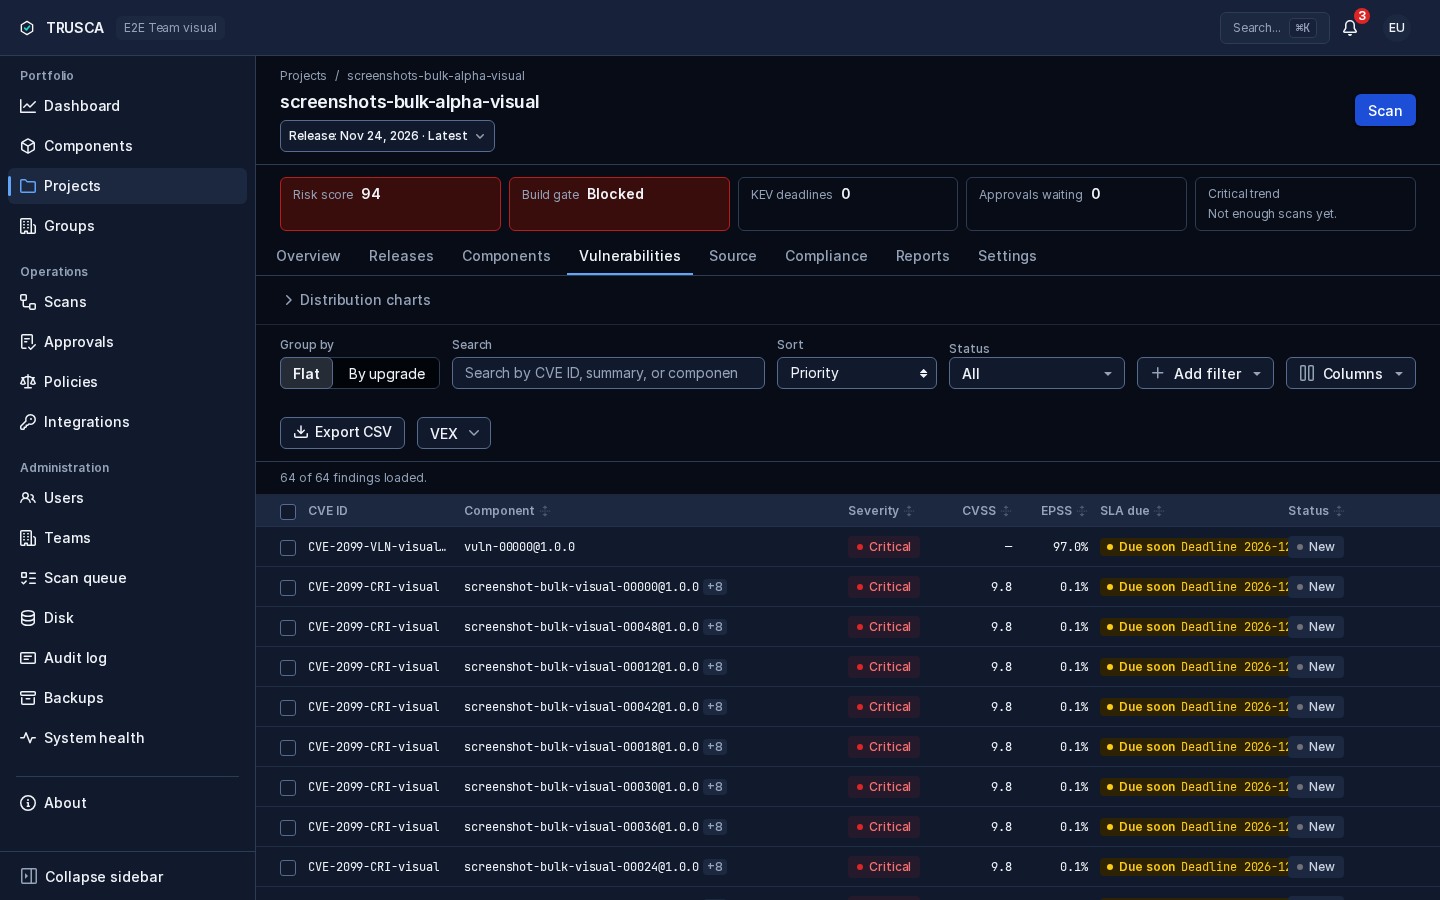 TRUSCA E2E Team visual Search... ⌘K 3 EU
Portfolio
Dashboard
Components
Projects
Groups
Operations
Scans
Approvals
Policies
Integrations
Administration
Users
Teams
Scan queue
Disk
Audit log
Backups
System health
About
Collapse sidebar
Projects / screenshots-bulk-alpha-visual
screenshots-bulk-alpha-visual
Release: Nov 24, 2026 · Latest
Scan
Risk score 94
Build gate Blocked
KEV deadlines 0
Approvals waiting 0
Critical trend
Not enough scans yet.
Overview Releases Components Vulnerabilities Source Compliance Reports Settings
Distribution charts
Group by
Flat By upgrade
Search
Search by CVE ID, summary, or componen
Sort
Priority
Status
All
Add filter
Columns
Export CSV VEX
64 of 64 findings loaded.
CVE ID Component Severity CVSS EPSS SLA due Status
CVE-2099-VLN-visual… vuln-00000@1.0.0 Critical — 97.0% Due soon Deadline 2026-12 New
CVE-2099-CRI-visual screenshot-bulk-visual-00000@1.0.0 +8 Critical 9.8 0.1% Due soon Deadline 2026-12 New
CVE-2099-CRI-visual screenshot-bulk-visual-00048@1.0.0 +8 Critical 9.8 0.1% Due soon Deadline 2026-12 New
CVE-2099-CRI-visual screenshot-bulk-visual-00012@1.0.0 +8 Critical 9.8 0.1% Due soon Deadline 2026-12 New
CVE-2099-CRI-visual screenshot-bulk-visual-00042@1.0.0 +8 Critical 9.8 0.1% Due soon Deadline 2026-12 New
CVE-2099-CRI-visual screenshot-bulk-visual-00018@1.0.0 +8 Critical 9.8 0.1% Due soon Deadline 2026-12 New
CVE-2099-CRI-visual screenshot-bulk-visual-00030@1.0.0 +8 Critical 9.8 0.1% Due soon Deadline 2026-12 New
CVE-2099-CRI-visual screenshot-bulk-visual-00036@1.0.0 +8 Critical 9.8 0.1% Due soon Deadline 2026-12 New
CVE-2099-CRI-visual screenshot-bulk-visual-00024@1.0.0 +8 Critical 9.8 0.1% Due soon Deadline 2026-12 New